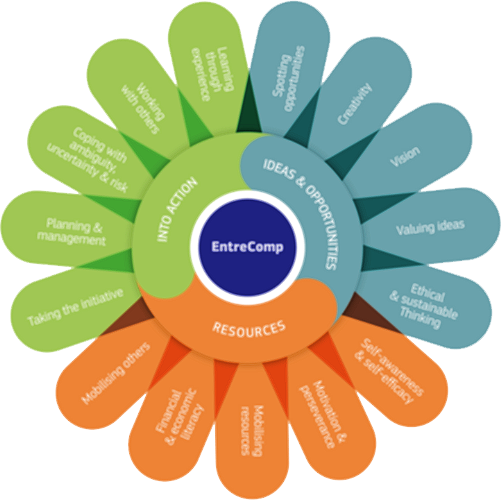 EntreComp
IDEAS & OPPORTUNITIES
Spotting
opportunities
Creativity
Vision
Valuing ideas
Ethical
& sustainable
Thinking
RESOURCES
Self-awareness
& self-efficacy
Motivation &
perseverance
Mobilising
resources
Financial
& economic
literacy
Mobilising others
INTO ACTION
Taking the initiative
Planning &
management
Coping with
ambiguity,
uncertainty & risk
Working
with others
Learning
through
experience